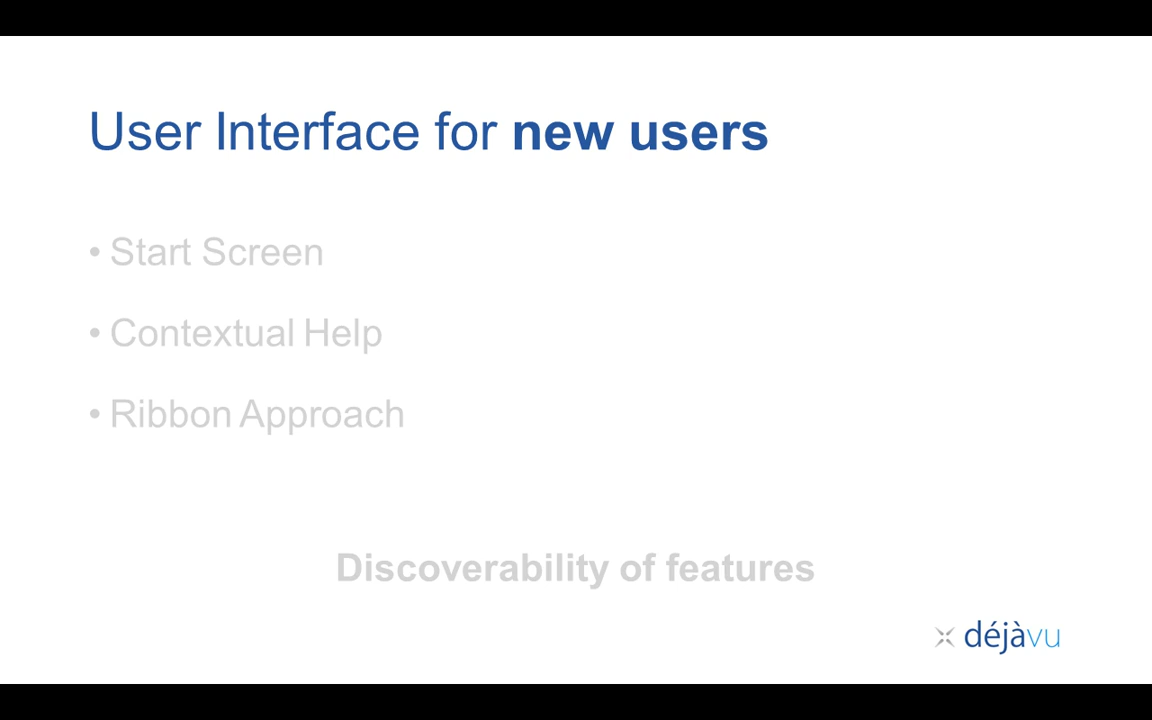 User Interface for new users
• Start Screen
• Contextual Help
• Ribbon Approach
Discoverability of features
déjàvu